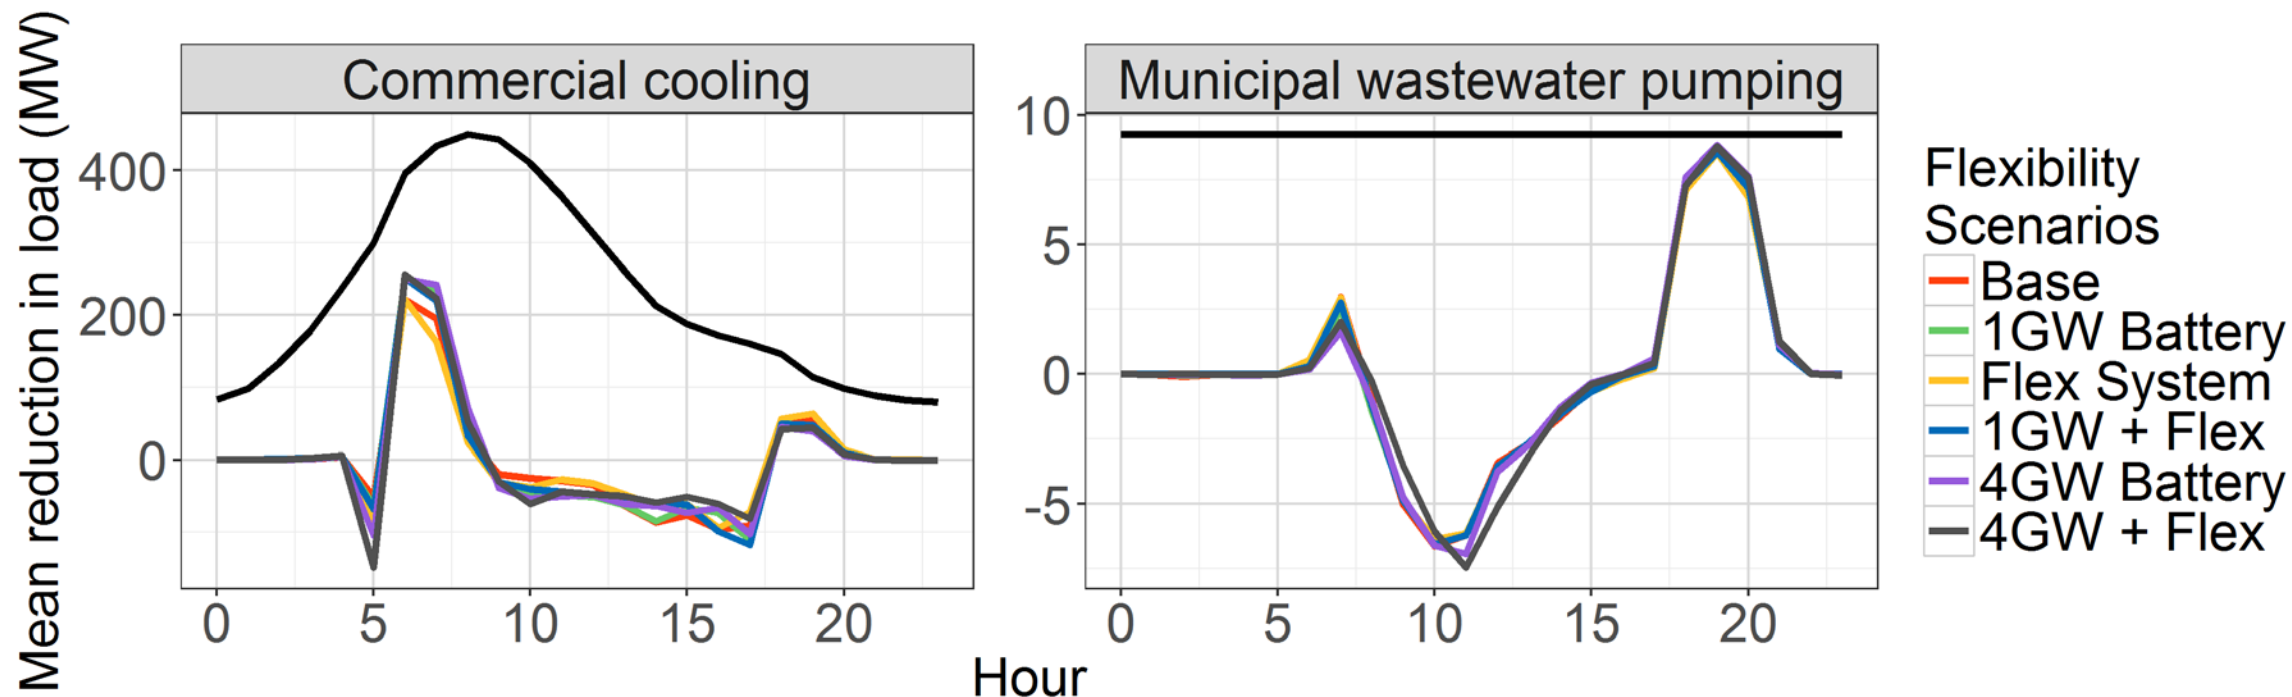 Mean reduction in load (MW)
Commercial cooling
400
200
0
0 5 10 15 20
Municipal wastewater pumping
10
5
0
-5
0 5 10 15 20
Hour
Flexibility
Scenarios
Base
1GW Battery
Flex System
1GW + Flex
4GW Battery
4GW + Flex